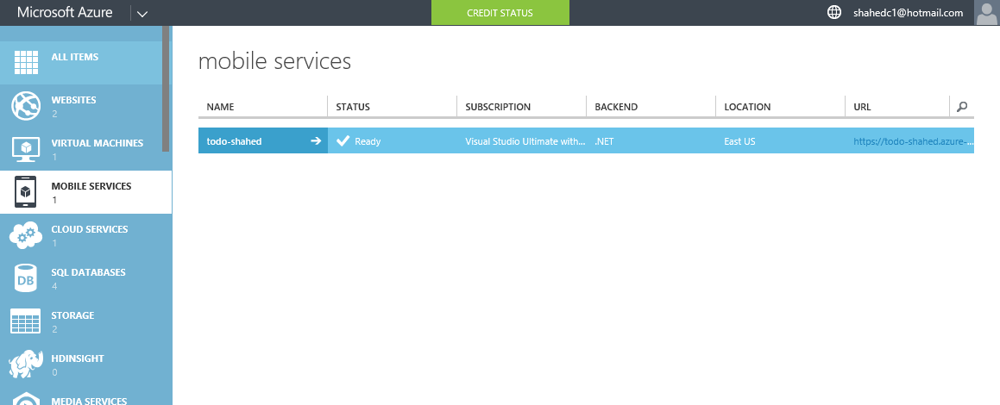 Microsoft Azure
CREDIT STATUS
shahedc1@hotmail.com
ALL ITEMS
WEBSITES
2
VIRTUAL MACHINES
1
MOBILE SERVICES
1
CLOUD SERVICES
1
SQL DATABASES
4
DB
STORAGE
2
HDINSIGHT
0
MEDIA SERVICES
mobile services
NAME STATUS SUBSCRIPTION BACKEND LOCATION URL
todo-shahed Ready Visual Studio Ultimate with... .NET East US https://todo-shahed.azure-...